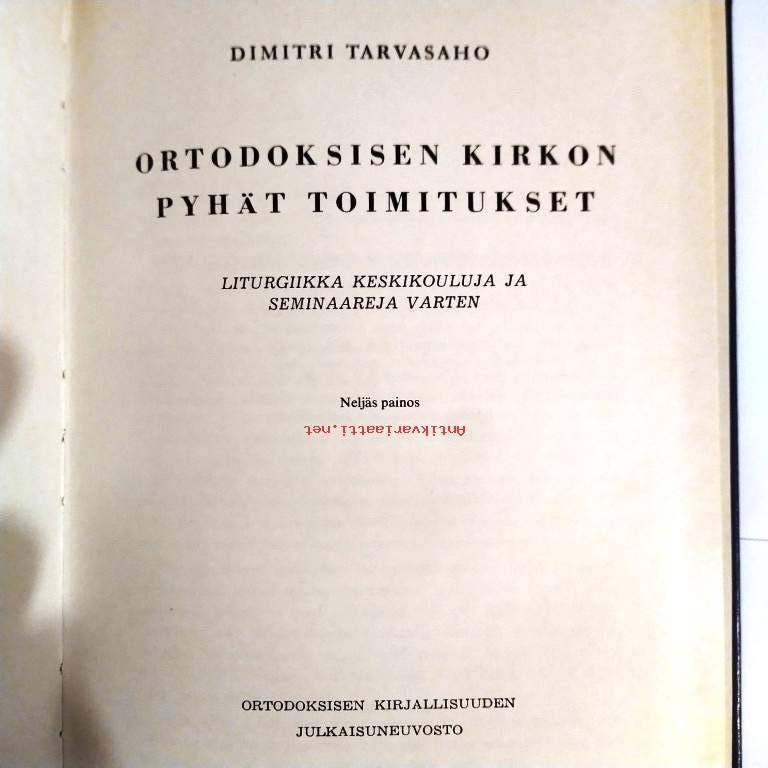 DIMITRI TARVASAHO
ORTODOKSISEN KIRKON
PYHÄT TOIMITUKSET
LITURGIIKKA KESKIKOULUJA JA
SEMINAAREJA VARTEN
Neljäs painos
Antikvariaatti.net
ORTODOKSISEN KIRJALLISUUDEN
JULKAISUNEUVOSTO